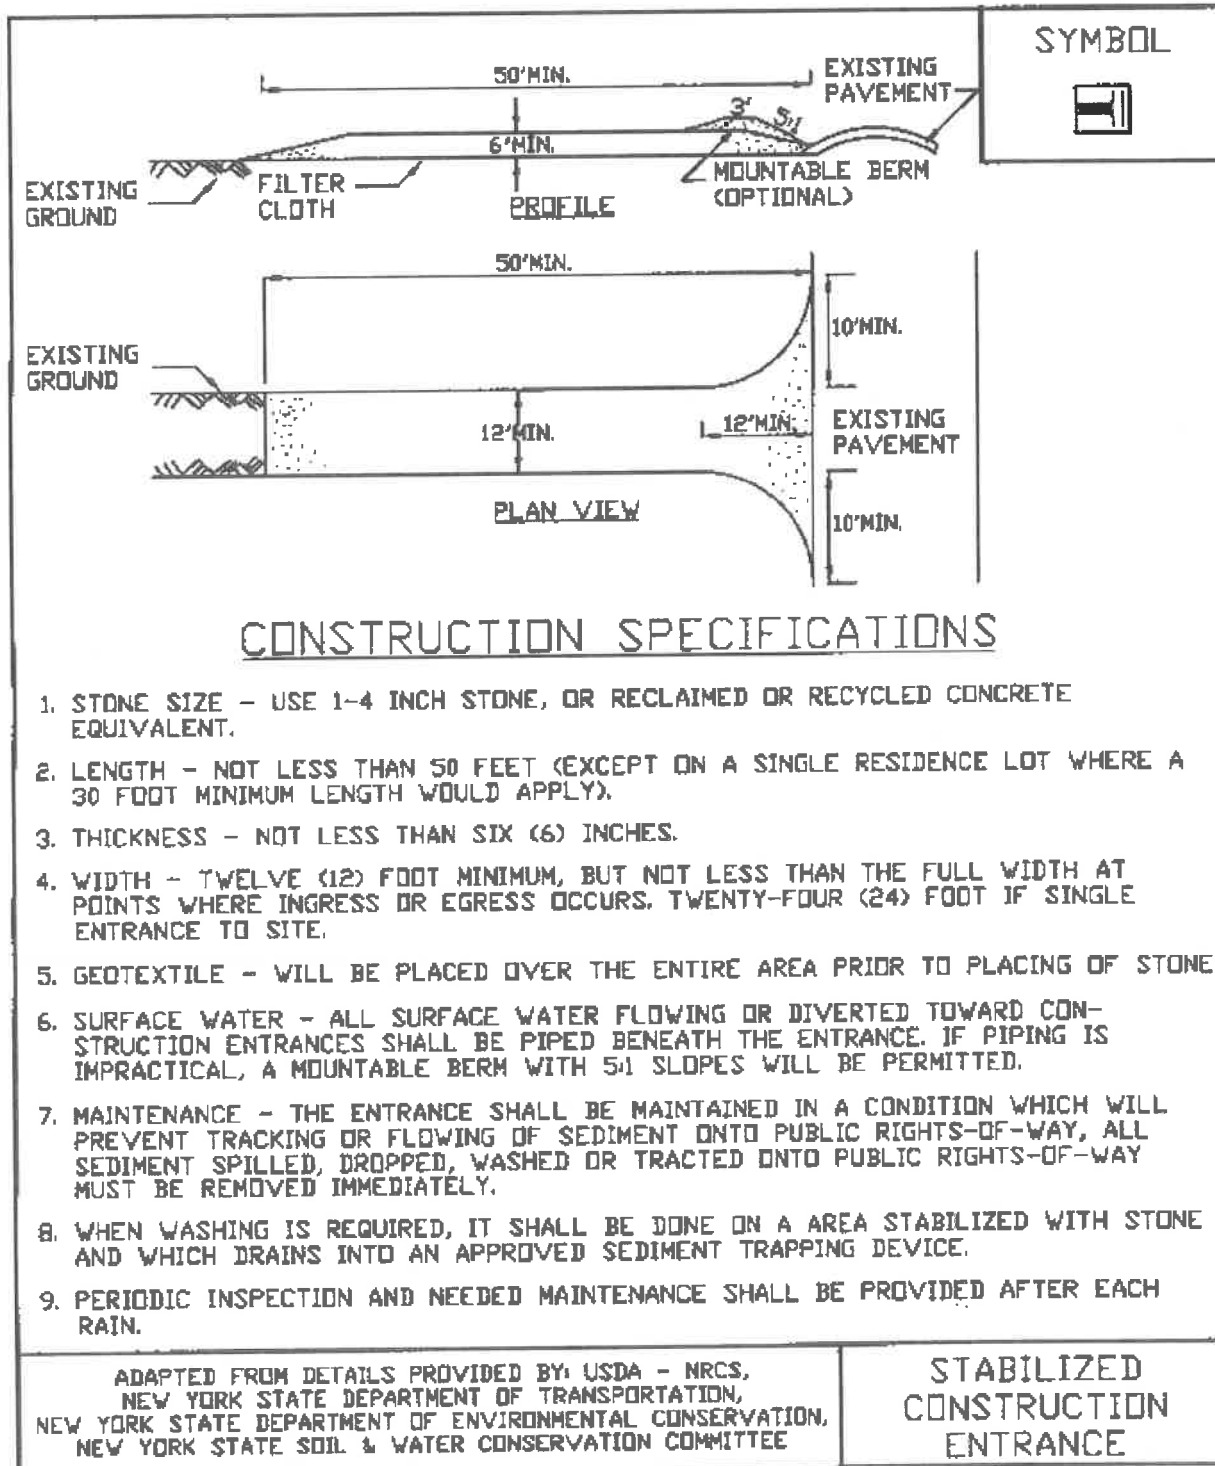 SYMBOL
50'MIN.
EXISTING
PAVEMENT
3'
5:1
6'MIN.
EXISTING
GROUND
FILTER
CLOTH
PROFILE
MOUNTABLE BERM
(OPTIONAL)
50'MIN.
10'MIN.
EXISTING
GROUND
12'MIN.
12'MIN.
EXISTING
PAVEMENT
PLAN VIEW
10'MIN.
CONSTRUCTION SPECIFICATIONS
1. STONE SIZE - USE 1-4 INCH STONE, OR RECLAIMED OR RECYCLED CONCRETE
EQUIVALENT.
2. LENGTH - NOT LESS THAN 50 FEET (EXCEPT ON A SINGLE RESIDENCE LOT WHERE A
30 FOOT MINIMUM LENGTH WOULD APPLY).
3. THICKNESS - NOT LESS THAN SIX (6) INCHES.
4. WIDTH - TWELVE (12) FOOT MINIMUM, BUT NOT LESS THAN THE FULL WIDTH AT
POINTS WHERE INGRESS OR EGRESS OCCURS. TWENTY-FOUR (24) FOOT IF SINGLE
ENTRANCE TO SITE.
5. GEOTEXTILE - WILL BE PLACED OVER THE ENTIRE AREA PRIOR TO PLACING OF STONE
6. SURFACE WATER - ALL SURFACE WATER FLOWING OR DIVERTED TOWARD CON-
STRUCTION ENTRANCES SHALL BE PIPED BENEATH THE ENTRANCE. IF PIPING IS
IMPRACTICAL, A MOUNTABLE BERM WITH 5:1 SLOPES WILL BE PERMITTED.
7. MAINTENANCE - THE ENTRANCE SHALL BE MAINTAINED IN A CONDITION WHICH WILL
PREVENT TRACKING OR FLOWING OF SEDIMENT ONTO PUBLIC RIGHTS-OF-WAY, ALL
SEDIMENT SPILLED, DROPPED, WASHED OR TRACTED ONTO PUBLIC RIGHTS-OF-WAY
MUST BE REMOVED IMMEDIATELY.
8. WHEN WASHING IS REQUIRED, IT SHALL BE DONE ON A AREA STABILIZED WITH STONE
AND WHICH DRAINS INTO AN APPROVED SEDIMENT TRAPPING DEVICE.
9. PERIODIC INSPECTION AND NEEDED MAINTENANCE SHALL BE PROVIDED AFTER EACH
RAIN.
ADAPTED FROM DETAILS PROVIDED BY: USDA - NRCS,
NEW YORK STATE DEPARTMENT OF TRANSPORTATION,
NEW YORK STATE DEPARTMENT OF ENVIRONMENTAL CONSERVATION,
NEW YORK STATE SOIL & WATER CONSERVATION COMMITTEE
STABILIZED
CONSTRUCTION
ENTRANCE